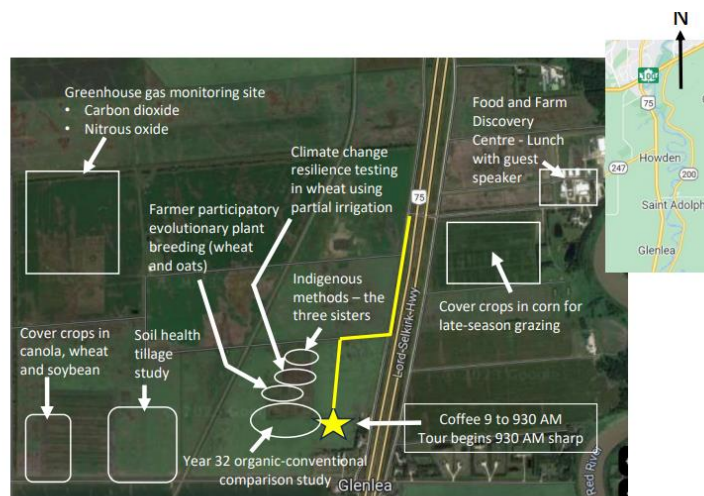 Greenhouse gas monitoring site
• Carbon dioxide
• Nitrous oxide
Climate change
resilience testing
in wheat using
partial irrigation
Farmer participatory
evolutionary plant
breeding (wheat
and oats)
Indigenous
methods – the
three sisters
Food and Farm
Discovery
Centre - Lunch
with guest
speaker
75
Cover crops in corn for
late-season grazing
Lord-Selkirk-Hwy
Cover crops in
canola, wheat
and soybean
Soil health
tillage
study
Year 32 organic-conventional
comparison study
Coffee 9 to 930 AM
Tour begins 930 AM sharp
Glenlea
Red River
N
100
75
Howden
247
200
Saint Adolph
Glenlea